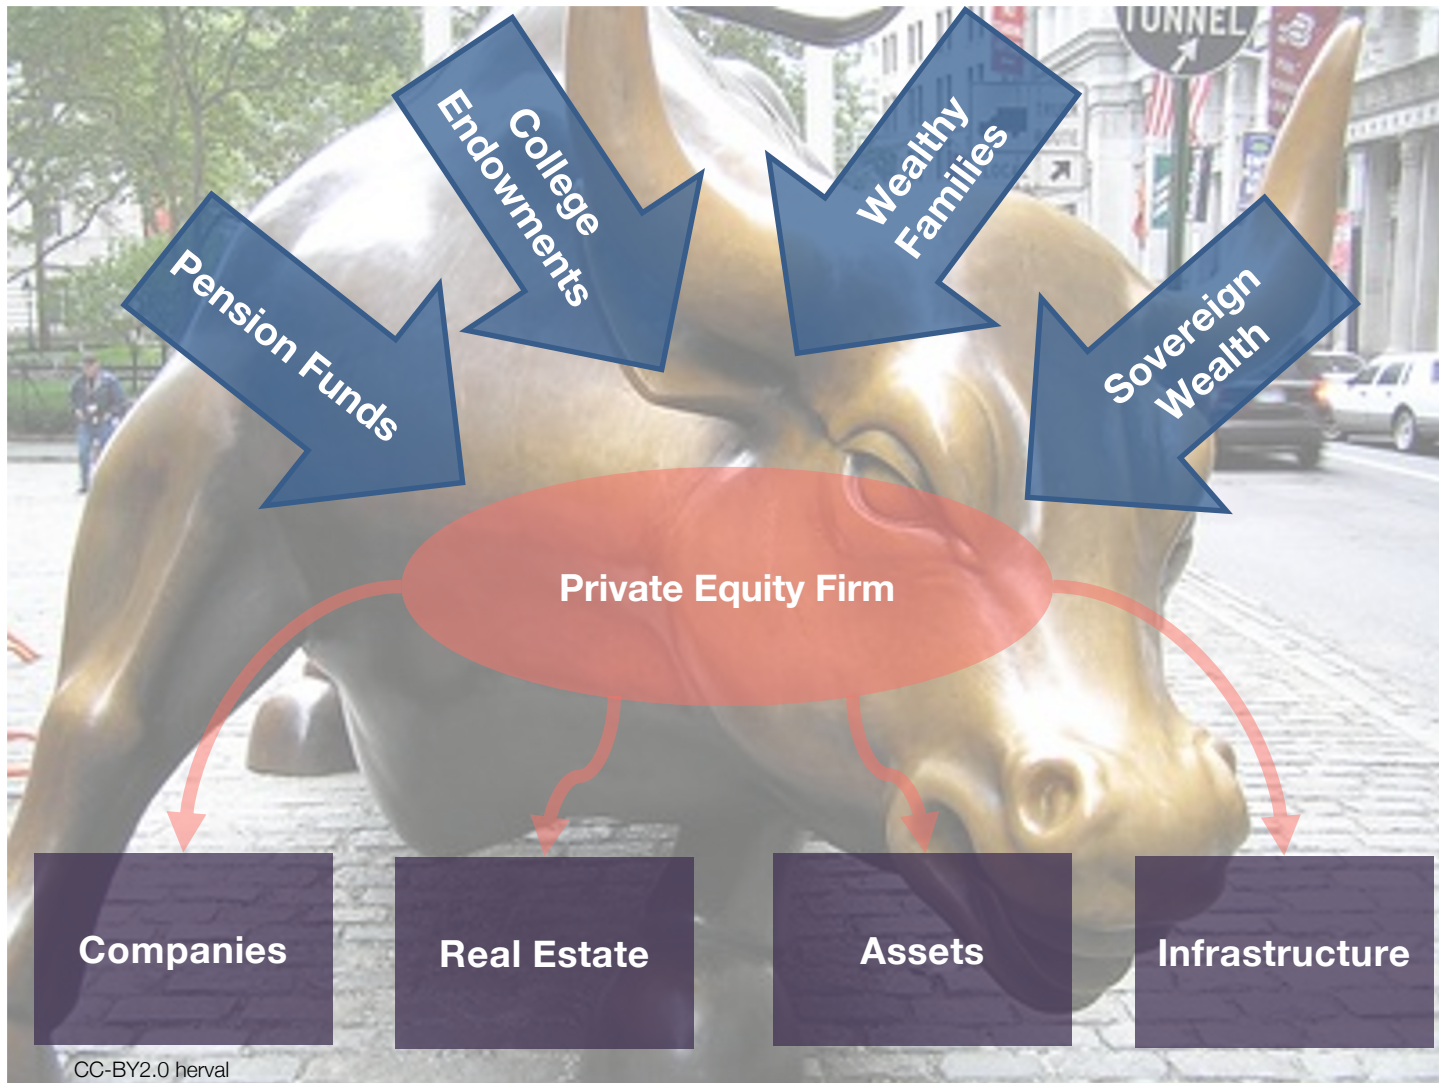 TUNNEL
College
Endowments
Wealthy
Families
Pension Funds
Sovereign
Wealth
Private Equity Firm
Companies
Real Estate
Assets
Infrastructure
CC-BY2.0 herval